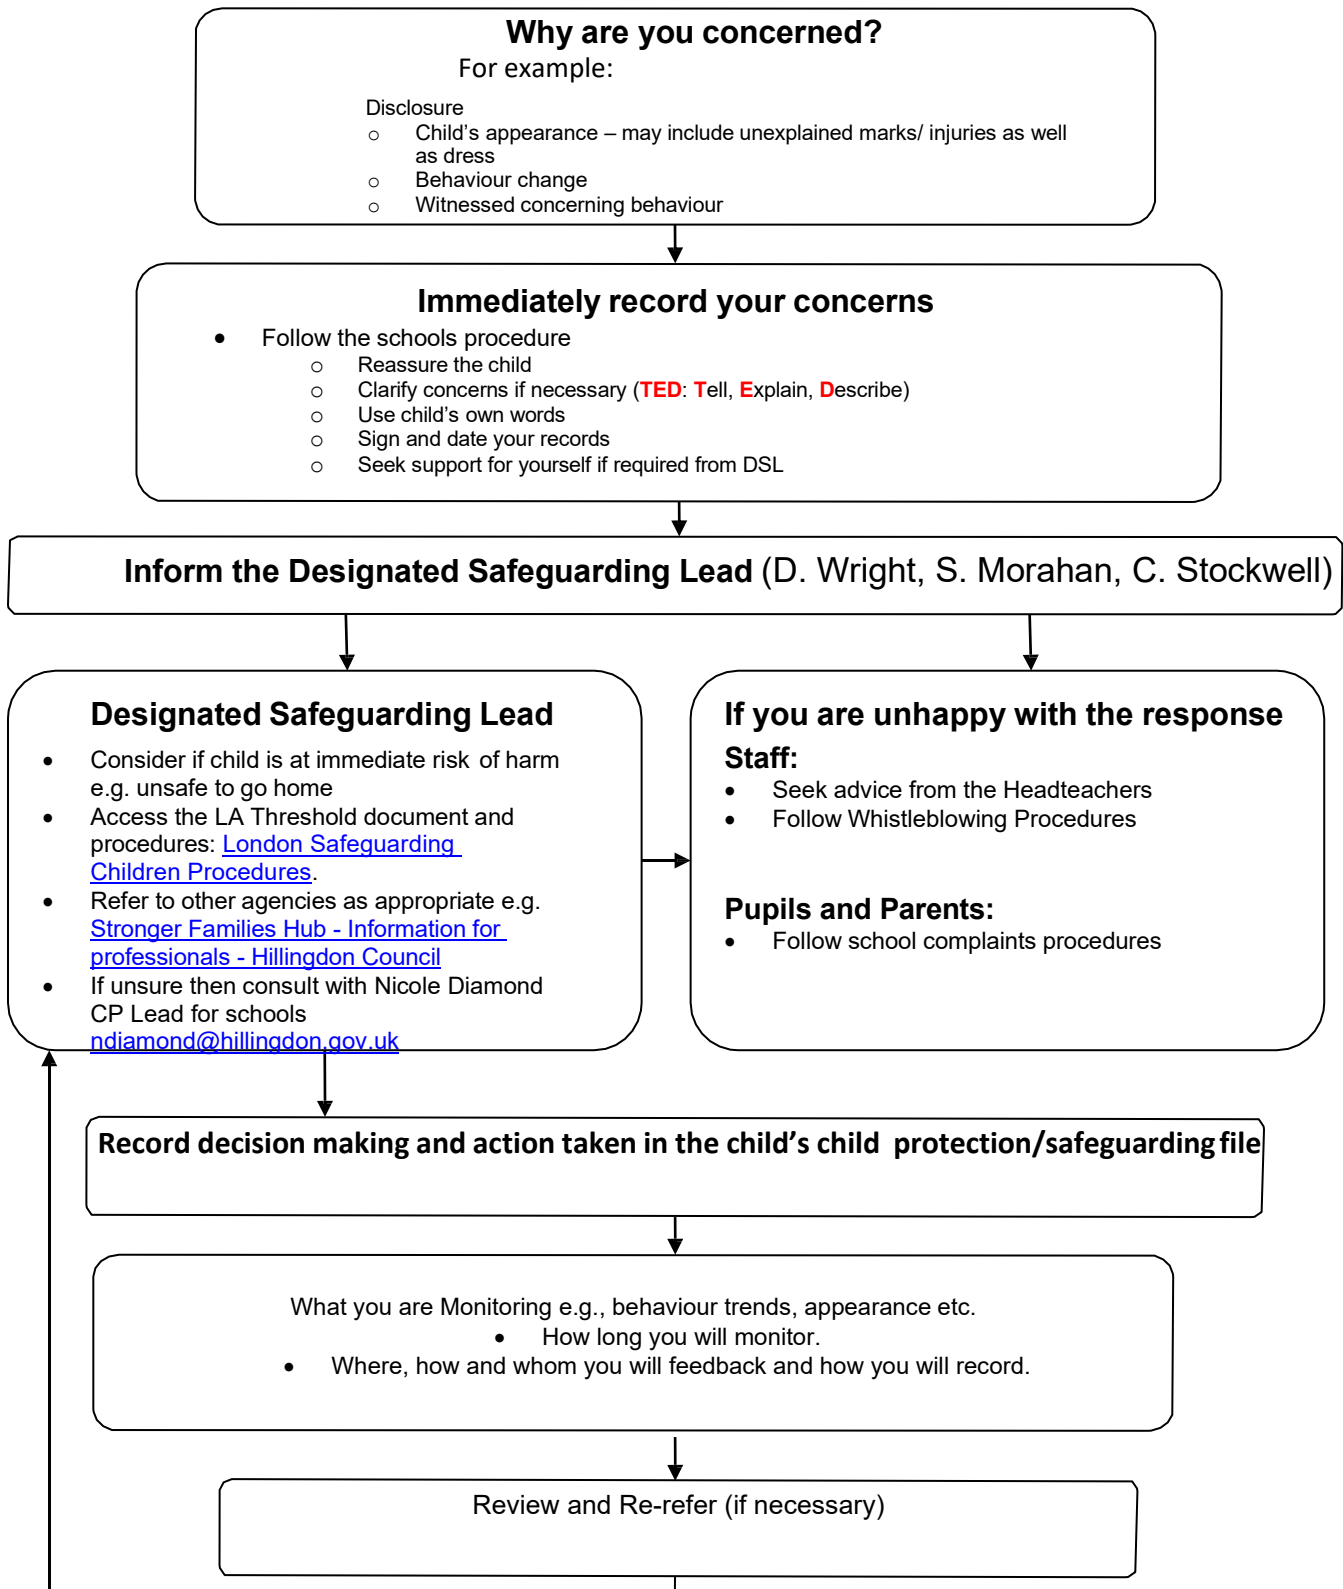 Why are you concerned?
For example:
Disclosure
o Child’s appearance – may include unexplained marks/ injuries as well
as dress
o Behaviour change
o Witnessed concerning behaviour
Immediately record your concerns
• Follow the schools procedure
o Reassure the child
o Clarify concerns if necessary (TED: Tell, Explain, Describe)
o Use child’s own words
o Sign and date your records
o Seek support for yourself if required from DSL
Inform the Designated Safeguarding Lead (D. Wright, S. Morahan, C. Stockwell)
Designated Safeguarding Lead
• Consider if child is at immediate risk of harm
e.g. unsafe to go home
• Access the LA Threshold document and
procedures: London Safeguarding
Children Procedures.
• Refer to other agencies as appropriate e.g.
Stronger Families Hub - Information for
professionals - Hillingdon Council
• If unsure then consult with Nicole Diamond
CP Lead for schools
ndiamond@hillingdon.gov.uk
If you are unhappy with the response
Staff:
• Seek advice from the Headteachers
• Follow Whistleblowing Procedures
Pupils and Parents:
• Follow school complaints procedures
Record decision making and action taken in the child’s child protection/safeguarding file
What you are Monitoring e.g., behaviour trends, appearance etc.
• How long you will monitor.
• Where, how and whom you will feedback and how you will record.
Review and Re-refer (if necessary)